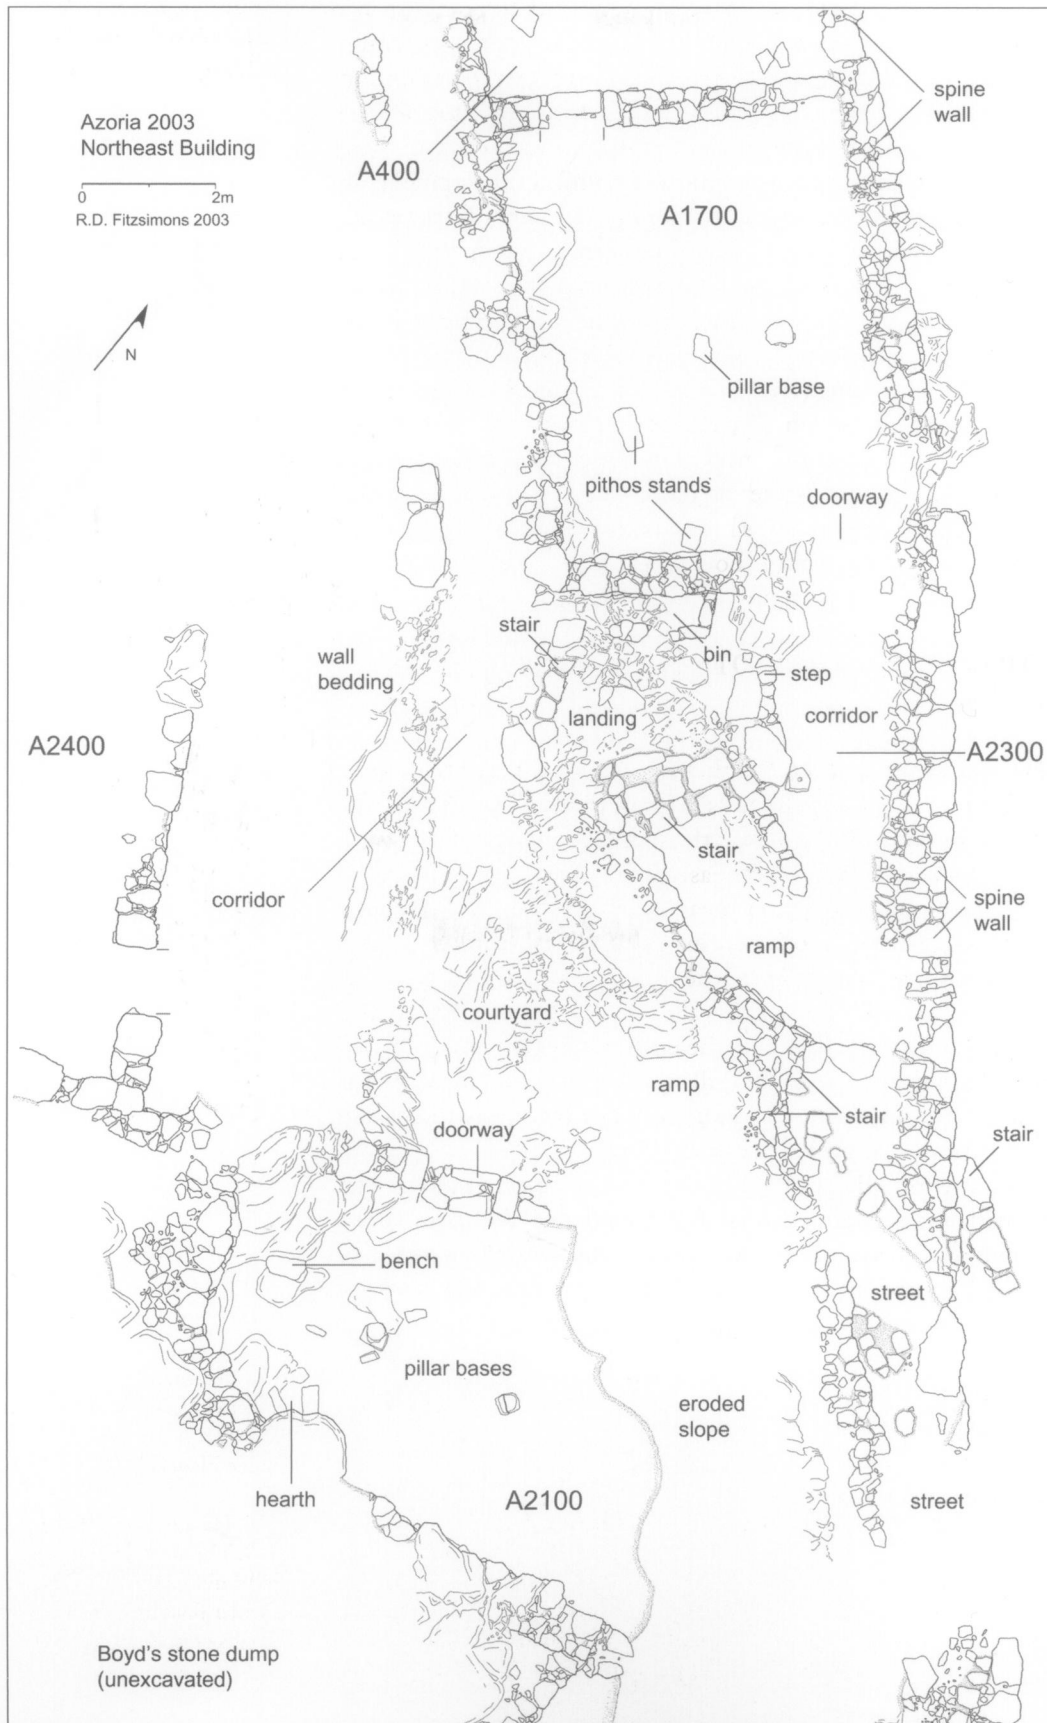 Azoria 2003
Northeast Building
0 2m
R.D. Fitzsimons 2003
N
spine
wall
A400
A1700
pillar base
pithos stands
doorway
stair
bin
wall
bedding
step
landing
corridor
A2400
A2300
stair
corridor
spine
wall
ramp
courtyard
ramp
stair
doorway
stair
bench
street
pillar bases
eroded
slope
hearth
A2100
street
Boyd's stone dump
(unexcavated)